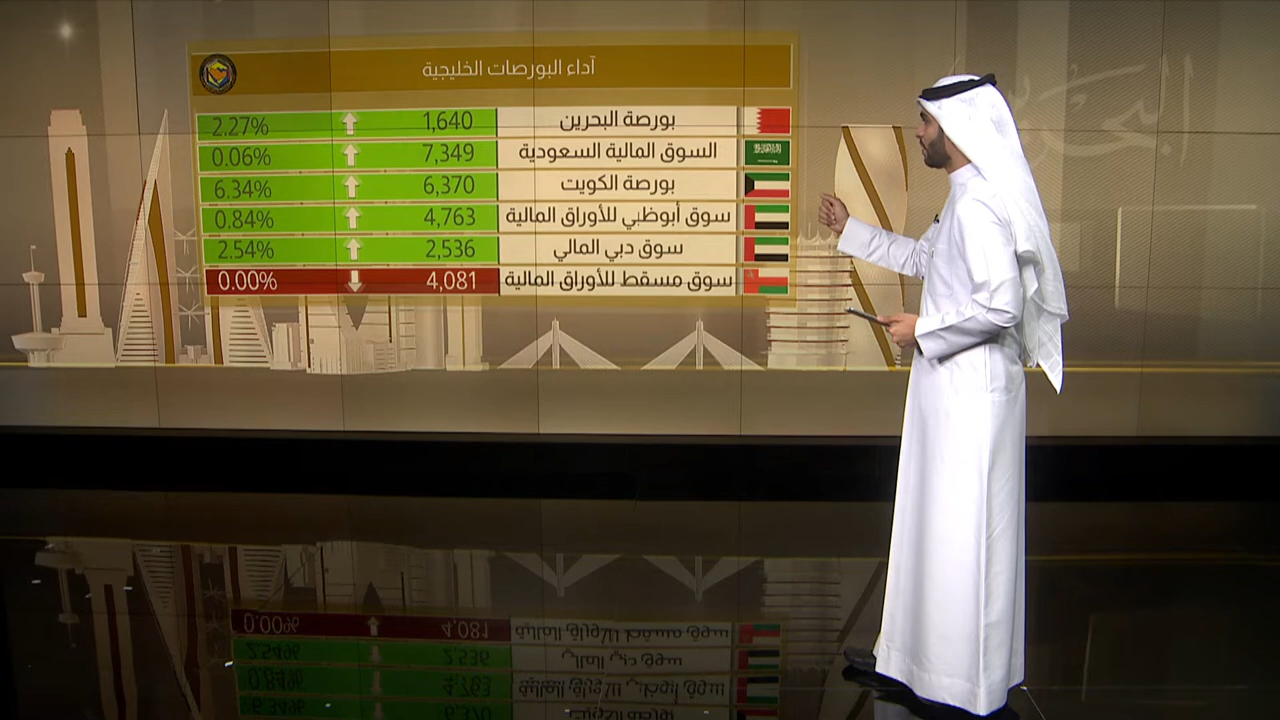 آداء البورصات الخليجية
بورصة البحرين 1,640 2.27%
السوق المالية السعودية 7,349 0.06%
بورصة الكويت 6,370 6.34%
سوق أبوظبي للأوراق المالية 4,763 0.84%
سوق دبي المالي 2,536 2.54%
سوق مسقط للأوراق المالية 4,081 0.00%
البحرين